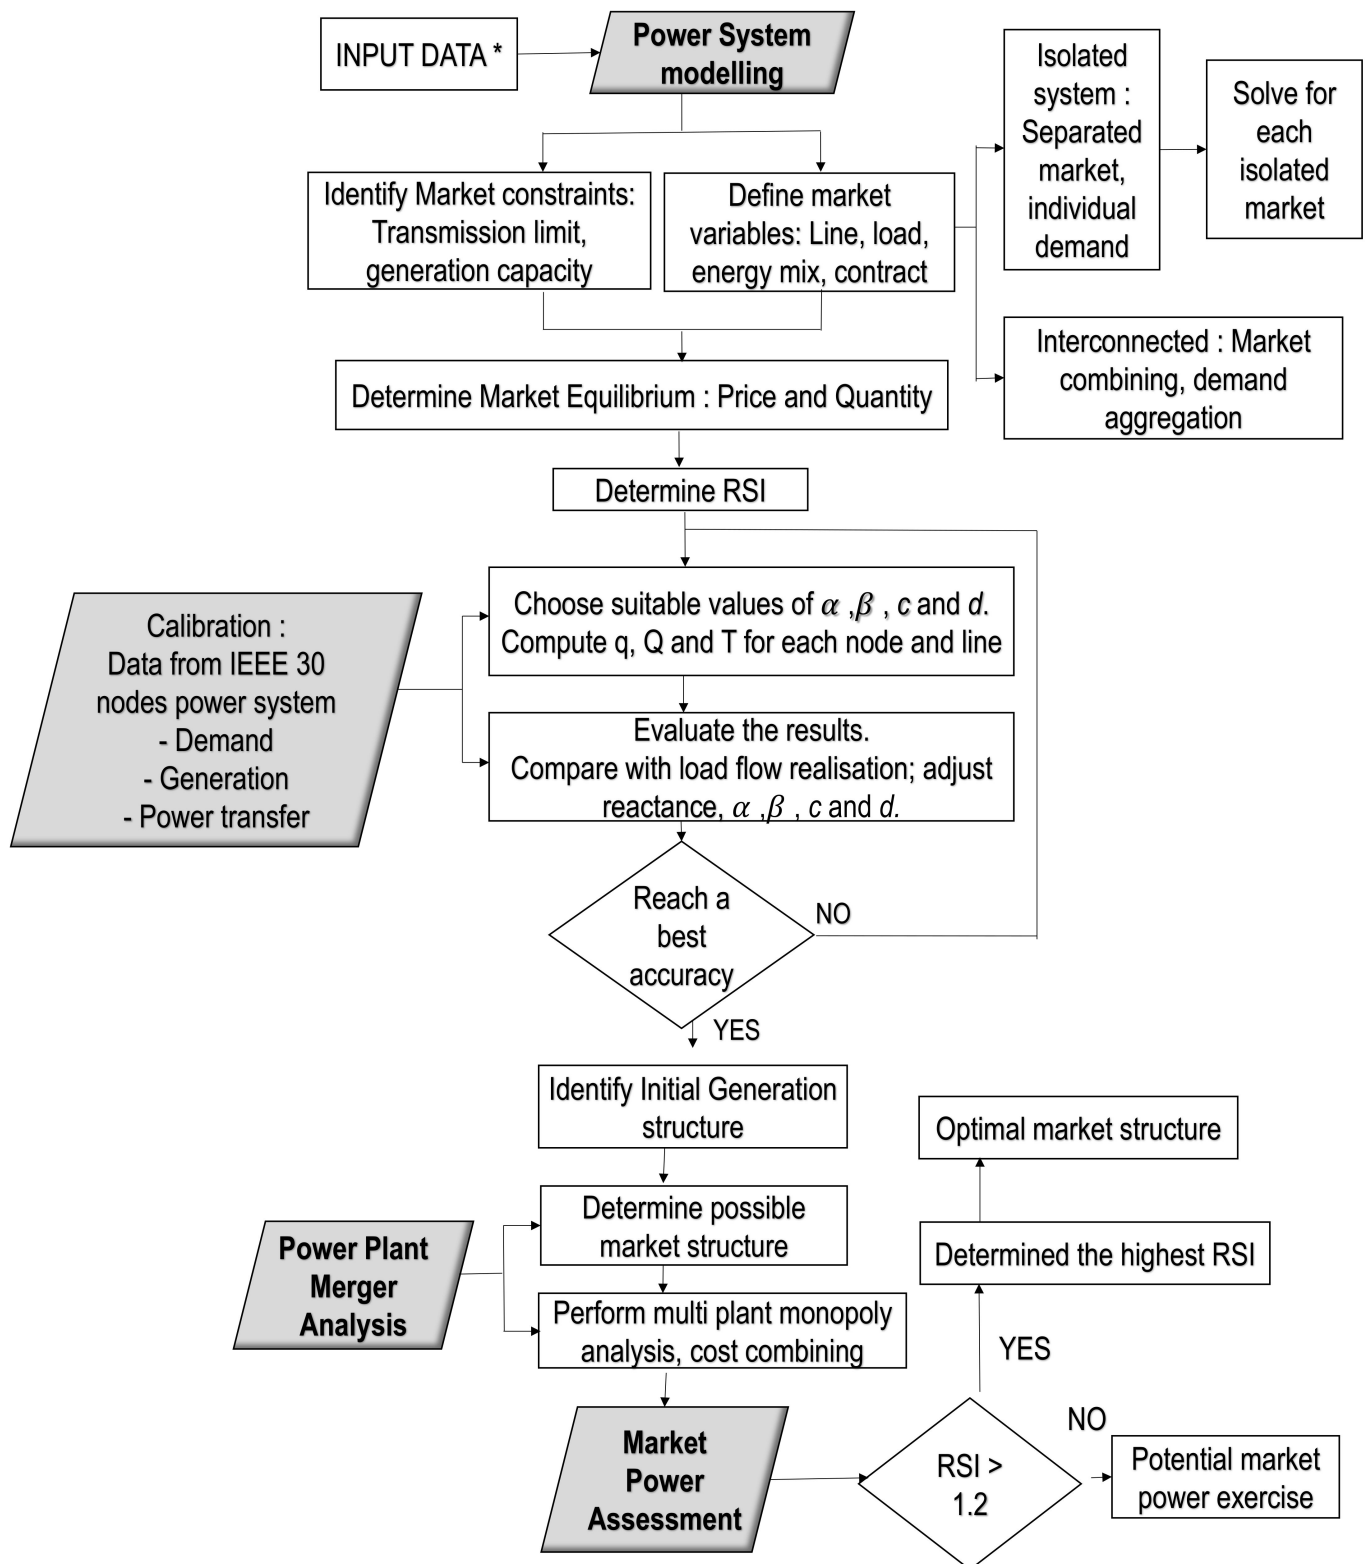 INPUT DATA *
Power System
modelling
Isolated
system :
Separated
market,
individual
demand
Solve for
each
isolated
market
Identify Market constraints:
Transmission limit,
generation capacity
Define market
variables: Line, load,
energy mix, contract
Interconnected : Market
combining, demand
aggregation
Determine Market Equilibrium : Price and Quantity
Determine RSI
Choose suitable values of α ,β , c and d.
Compute q, Q and T for each node and line
Calibration :
Data from IEEE 30
nodes power system
- Demand
- Generation
- Power transfer
Evaluate the results.
Compare with load flow realisation; adjust
reactance, α ,β , c and d.
Reach a
best
accuracy
NO
YES
Identify Initial Generation
structure
Optimal market structure
Determine possible
market structure
Power Plant
Merger
Analysis
Determined the highest RSI
Perform multi plant monopoly
analysis, cost combining
YES
Market
Power
Assessment
RSI >
1.2
NO
Potential market
power exercise